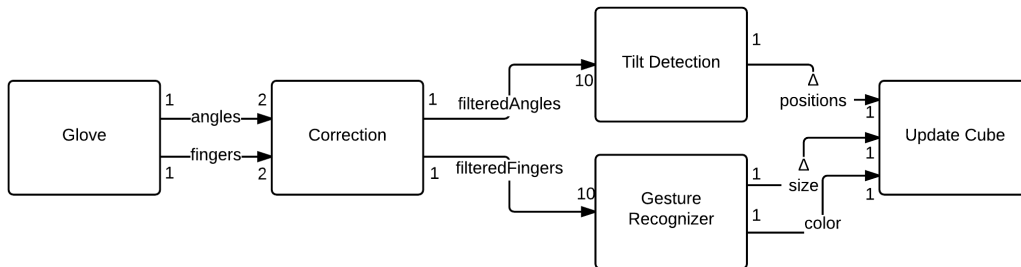 Glove
1
angles
2
fingers
1
2
Correction
1
filteredAngles
10
filteredFingers
1
10
Tilt Detection
1
Δ
positions
1
Gesture
Recognizer
1
Δ
size
1
1
color
1
Update Cube